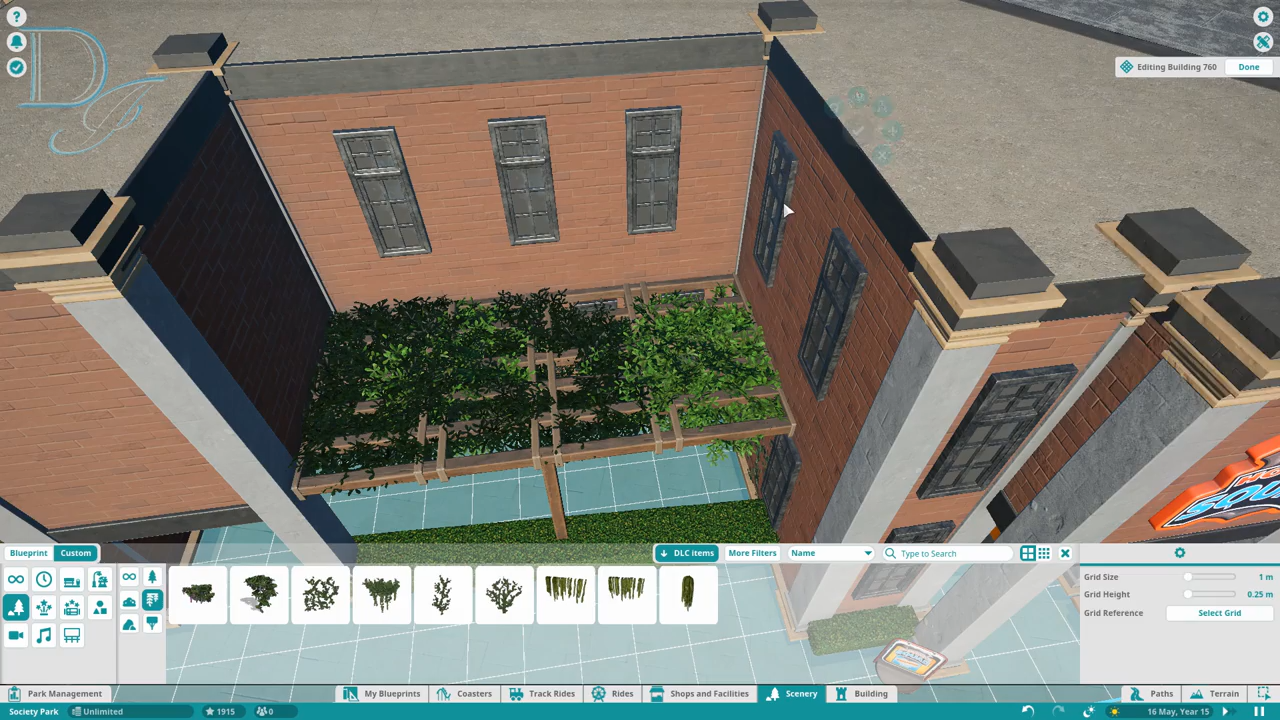 ?
DJ
Editing Building 760
Done
Blueprint
Custom
DLC items
More Filters
Name
Type to Search
Grid Size
1 m
Grid Height
0.25 m
Grid Reference
Select Grid
Park Management
My Blueprints
Coasters
Track Rides
Rides
Shops and Facilities
Scenery
Building
Paths
Terrain
Society Park
Unlimited
1915
0
16 May, Year 15